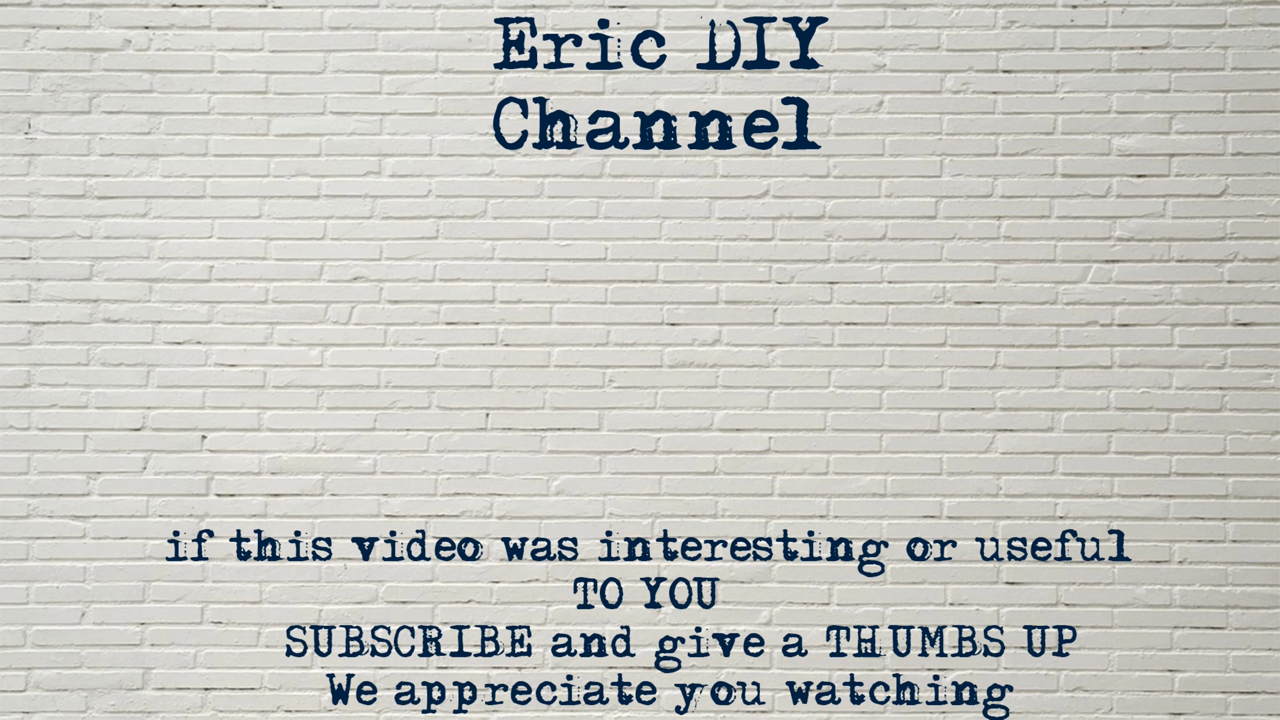 Eric DIY
Channel
if this video was interesting or useful
TO YOU
SUBSCRIBE and give a THUMBS UP
We appreciate you watching